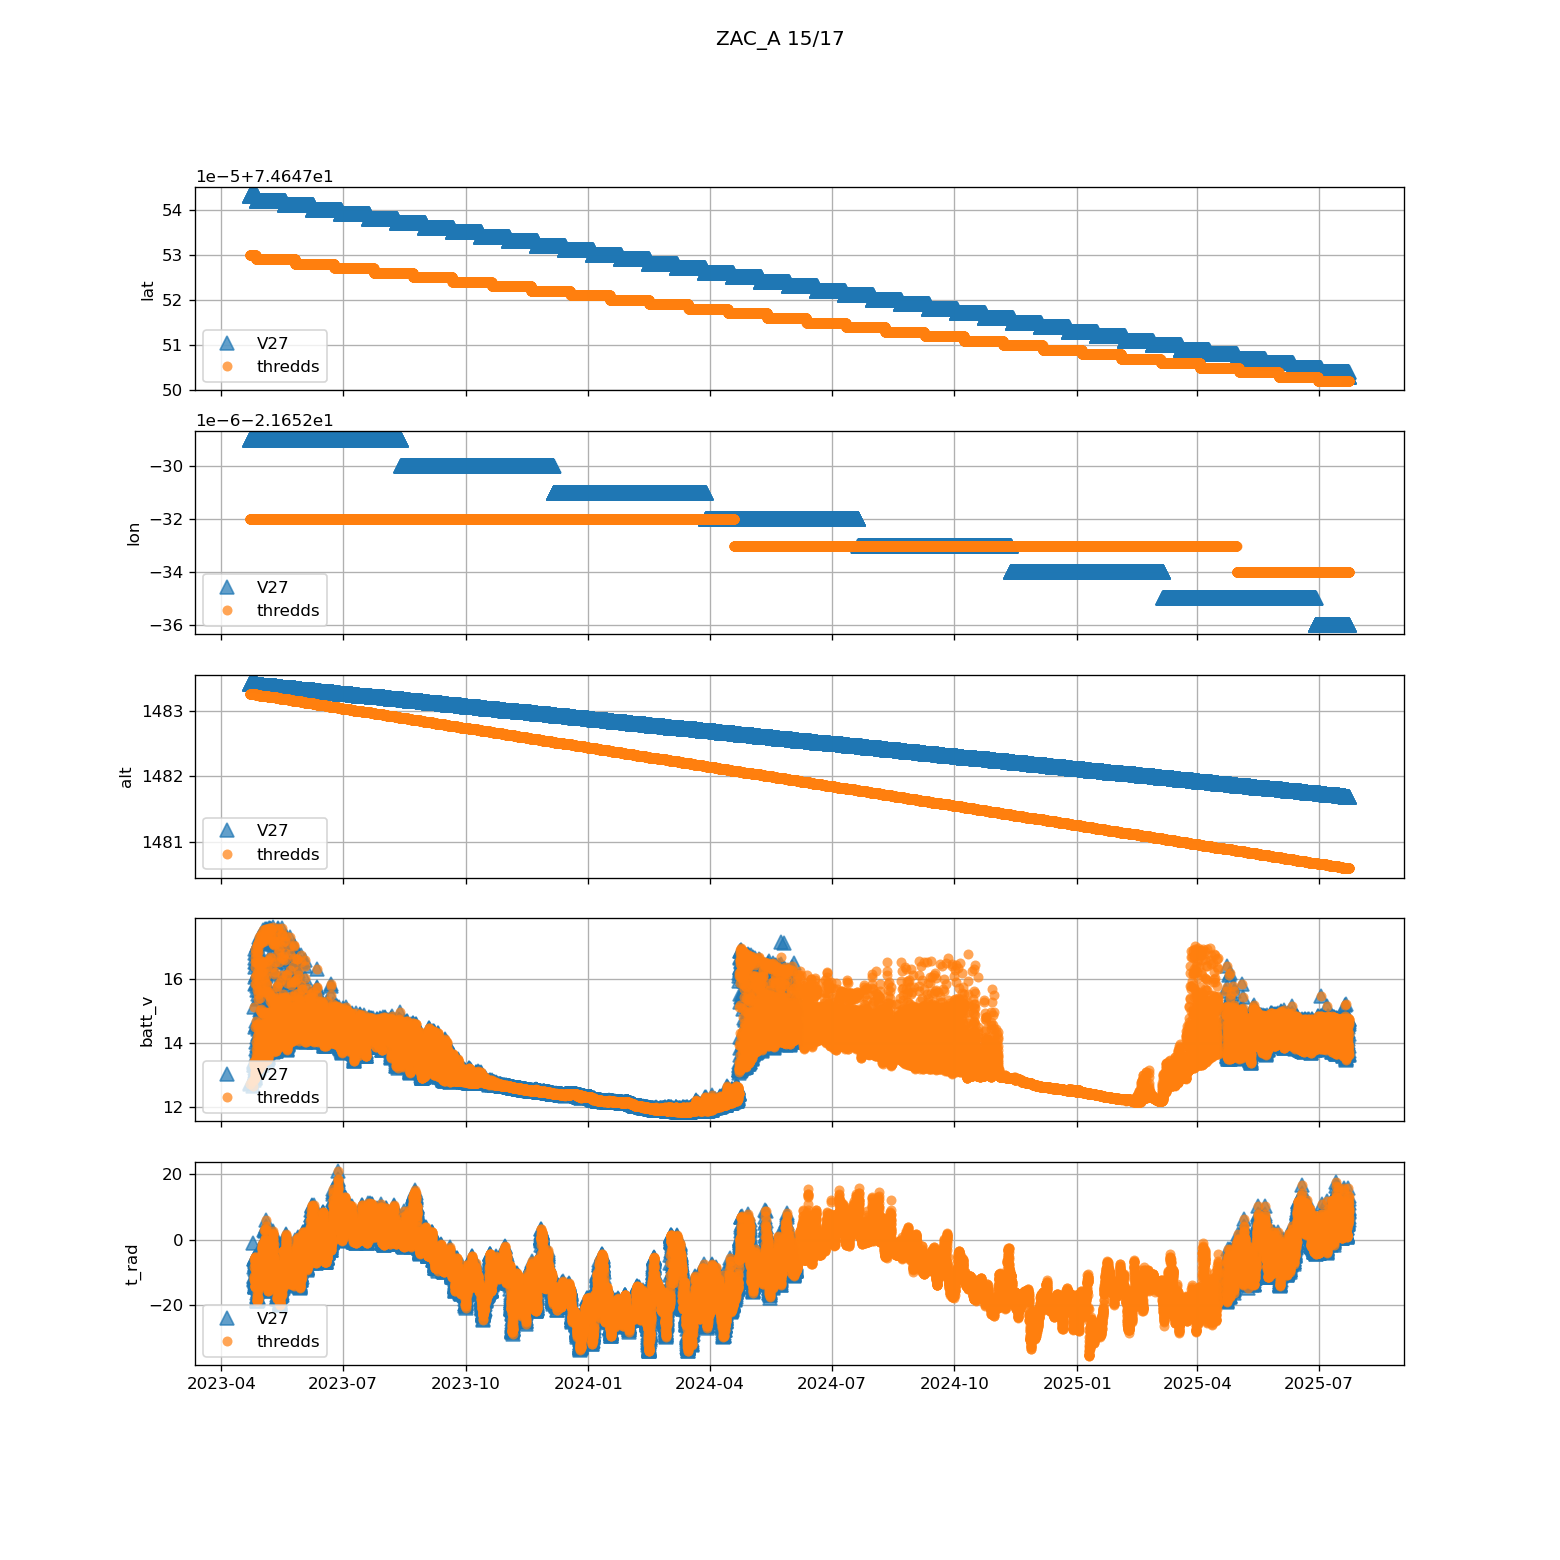 ZAC_A 15/17
1e−5+7.4647e1
54
53
52
51
50
lat
V27
thredds
1e−6−2.1652e1
−30
−32
−34
−36
lon
V27
thredds
1483
1482
1481
alt
V27
thredds
16
14
12
batt_v
V27
thredds
20
0
−20
t_rad
V27
thredds
2023-04 2023-07 2023-10 2024-01 2024-04 2024-07 2024-10 2025-01 2025-04 2025-07